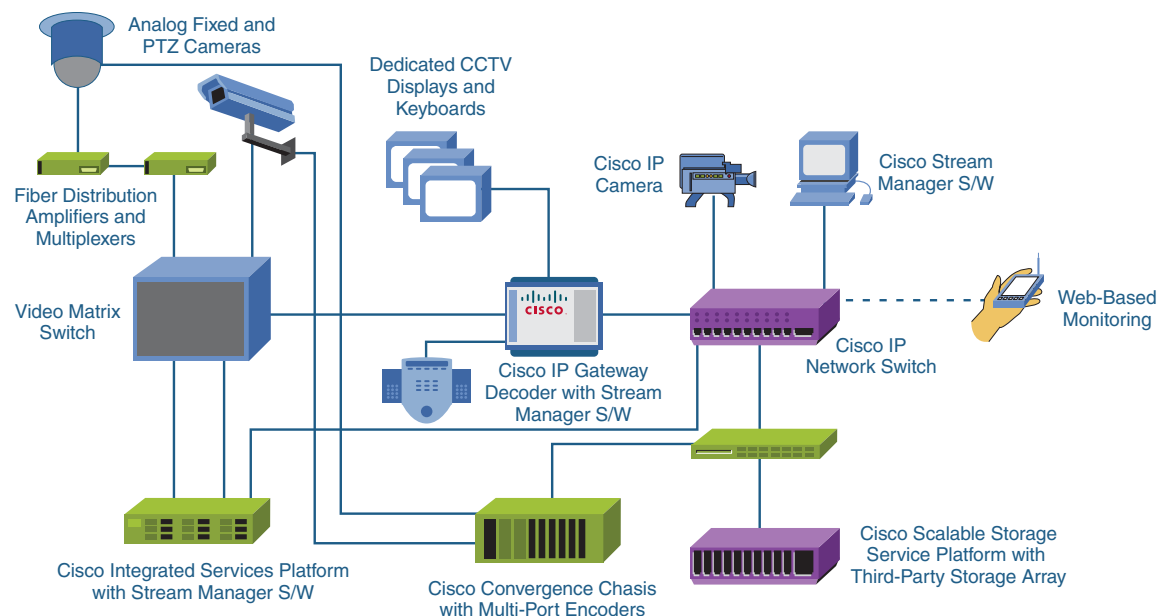 Analog Fixed and
PTZ Cameras
Dedicated CCTV
Displays and
Keyboards
Cisco IP
Camera
Cisco Stream
Manager S/W
Fiber Distribution
Amplifiers and
Multiplexers
Video Matrix
Switch
CISCO
Web-Based
Monitoring
Cisco IP
Network Switch
Cisco IP Gateway
Decoder with Stream
Manager S/W
Cisco Integrated Services Platform
with Stream Manager S/W
Cisco Convergence Chasis
with Multi-Port Encoders
Cisco Scalable Storage
Service Platform with
Third-Party Storage Array